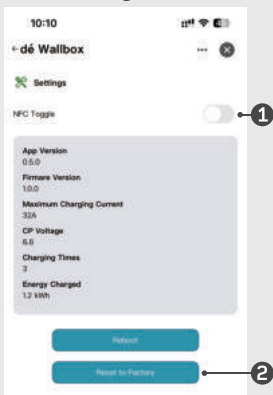 10:10
dé Wallbox
Settings
NFC Toggle
1
App Version
0.5.0
Firmare Version
1.0.0
Maximum Charging Current
32A
CP Voltage
6.6
Charging Times
3
Energy Charged
1.2 kWh
Reboot
Reset to Factory
2